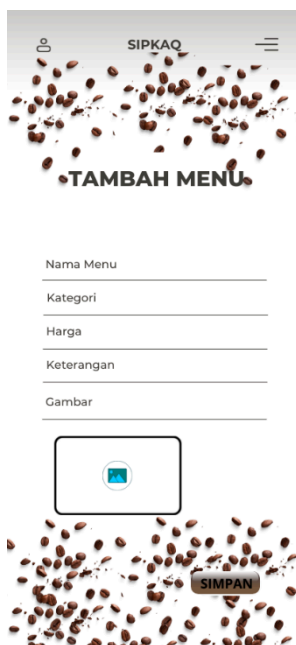 SIPKAQ
TAMBAH MENU
Nama Menu
Kategori
Harga
Keterangan
Gambar
SIMPAN